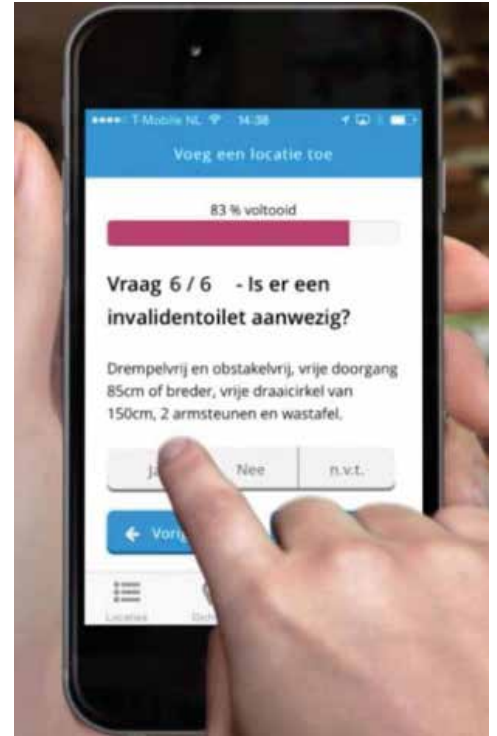 T-Mobile NL 14:38
Voeg een locatie toe
83 % voltooid
Vraag 6 / 6 - Is er een
invalidentoilet aanwezig?
Drempelvrij en obstakelvrij, vrije doorgang
85cm of breder, vrije draaicirkel van
150cm, 2 armsteunen en wastafel.
Nee n.v.t.
Locaties